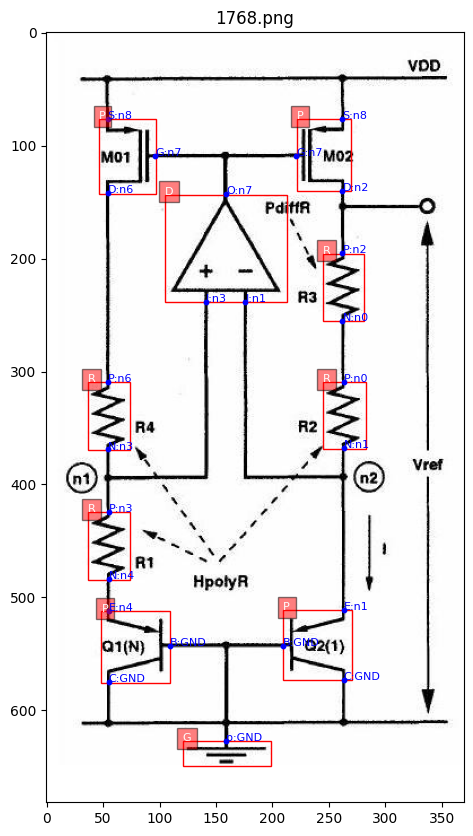 1768.png
VDD
P S:n8
P S:n8
M01 G:n7
G:n7 M02
D:n6
D:n2
D O:n7
PdiffR
+ −
R P:n2
R3
I:n3 I:n1
N:n0
R P:n6
R P:n0
R4
R2
N:n3
N:n1
n1
n2
Vref
R P:n3
R1
I
N:n4
HpolyR
P E:n4
P E:n1
Q1(N) B:GND
B:GND Q2(1)
C:GND
C:GND
G p:GND
0
100
200
300
400
500
600
0 50 100 150 200 250 300 350